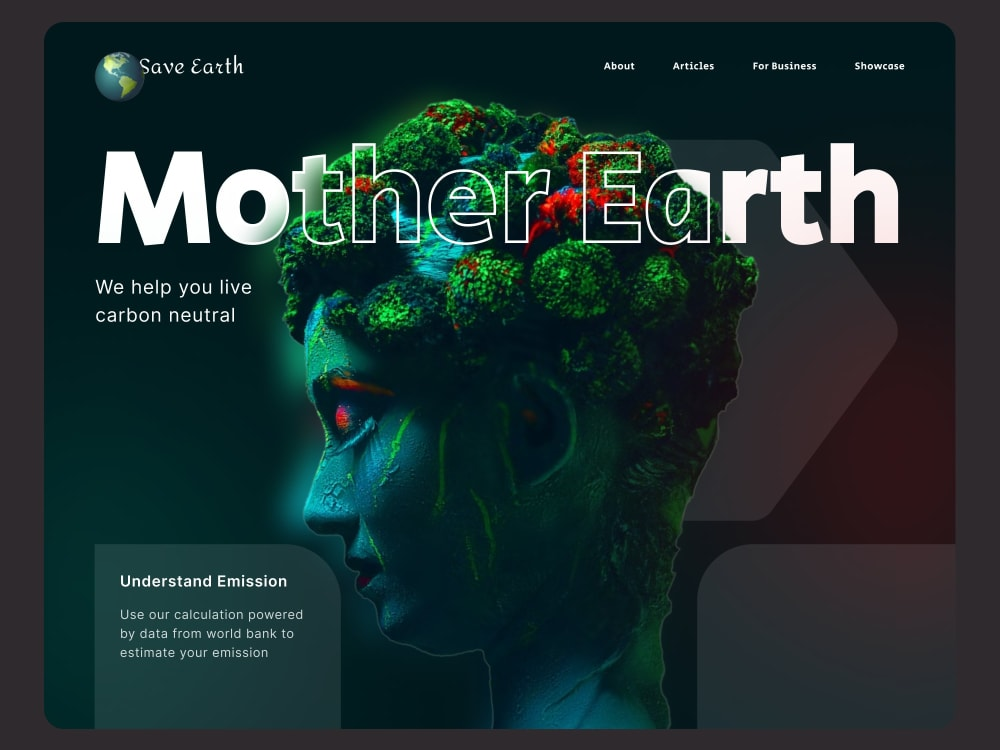 Save Earth
About
Articles
For Business
Showcase
Mother Earth
We help you live
carbon neutral
Understand Emission
Use our calculation powered
by data from world bank to
estimate your emission